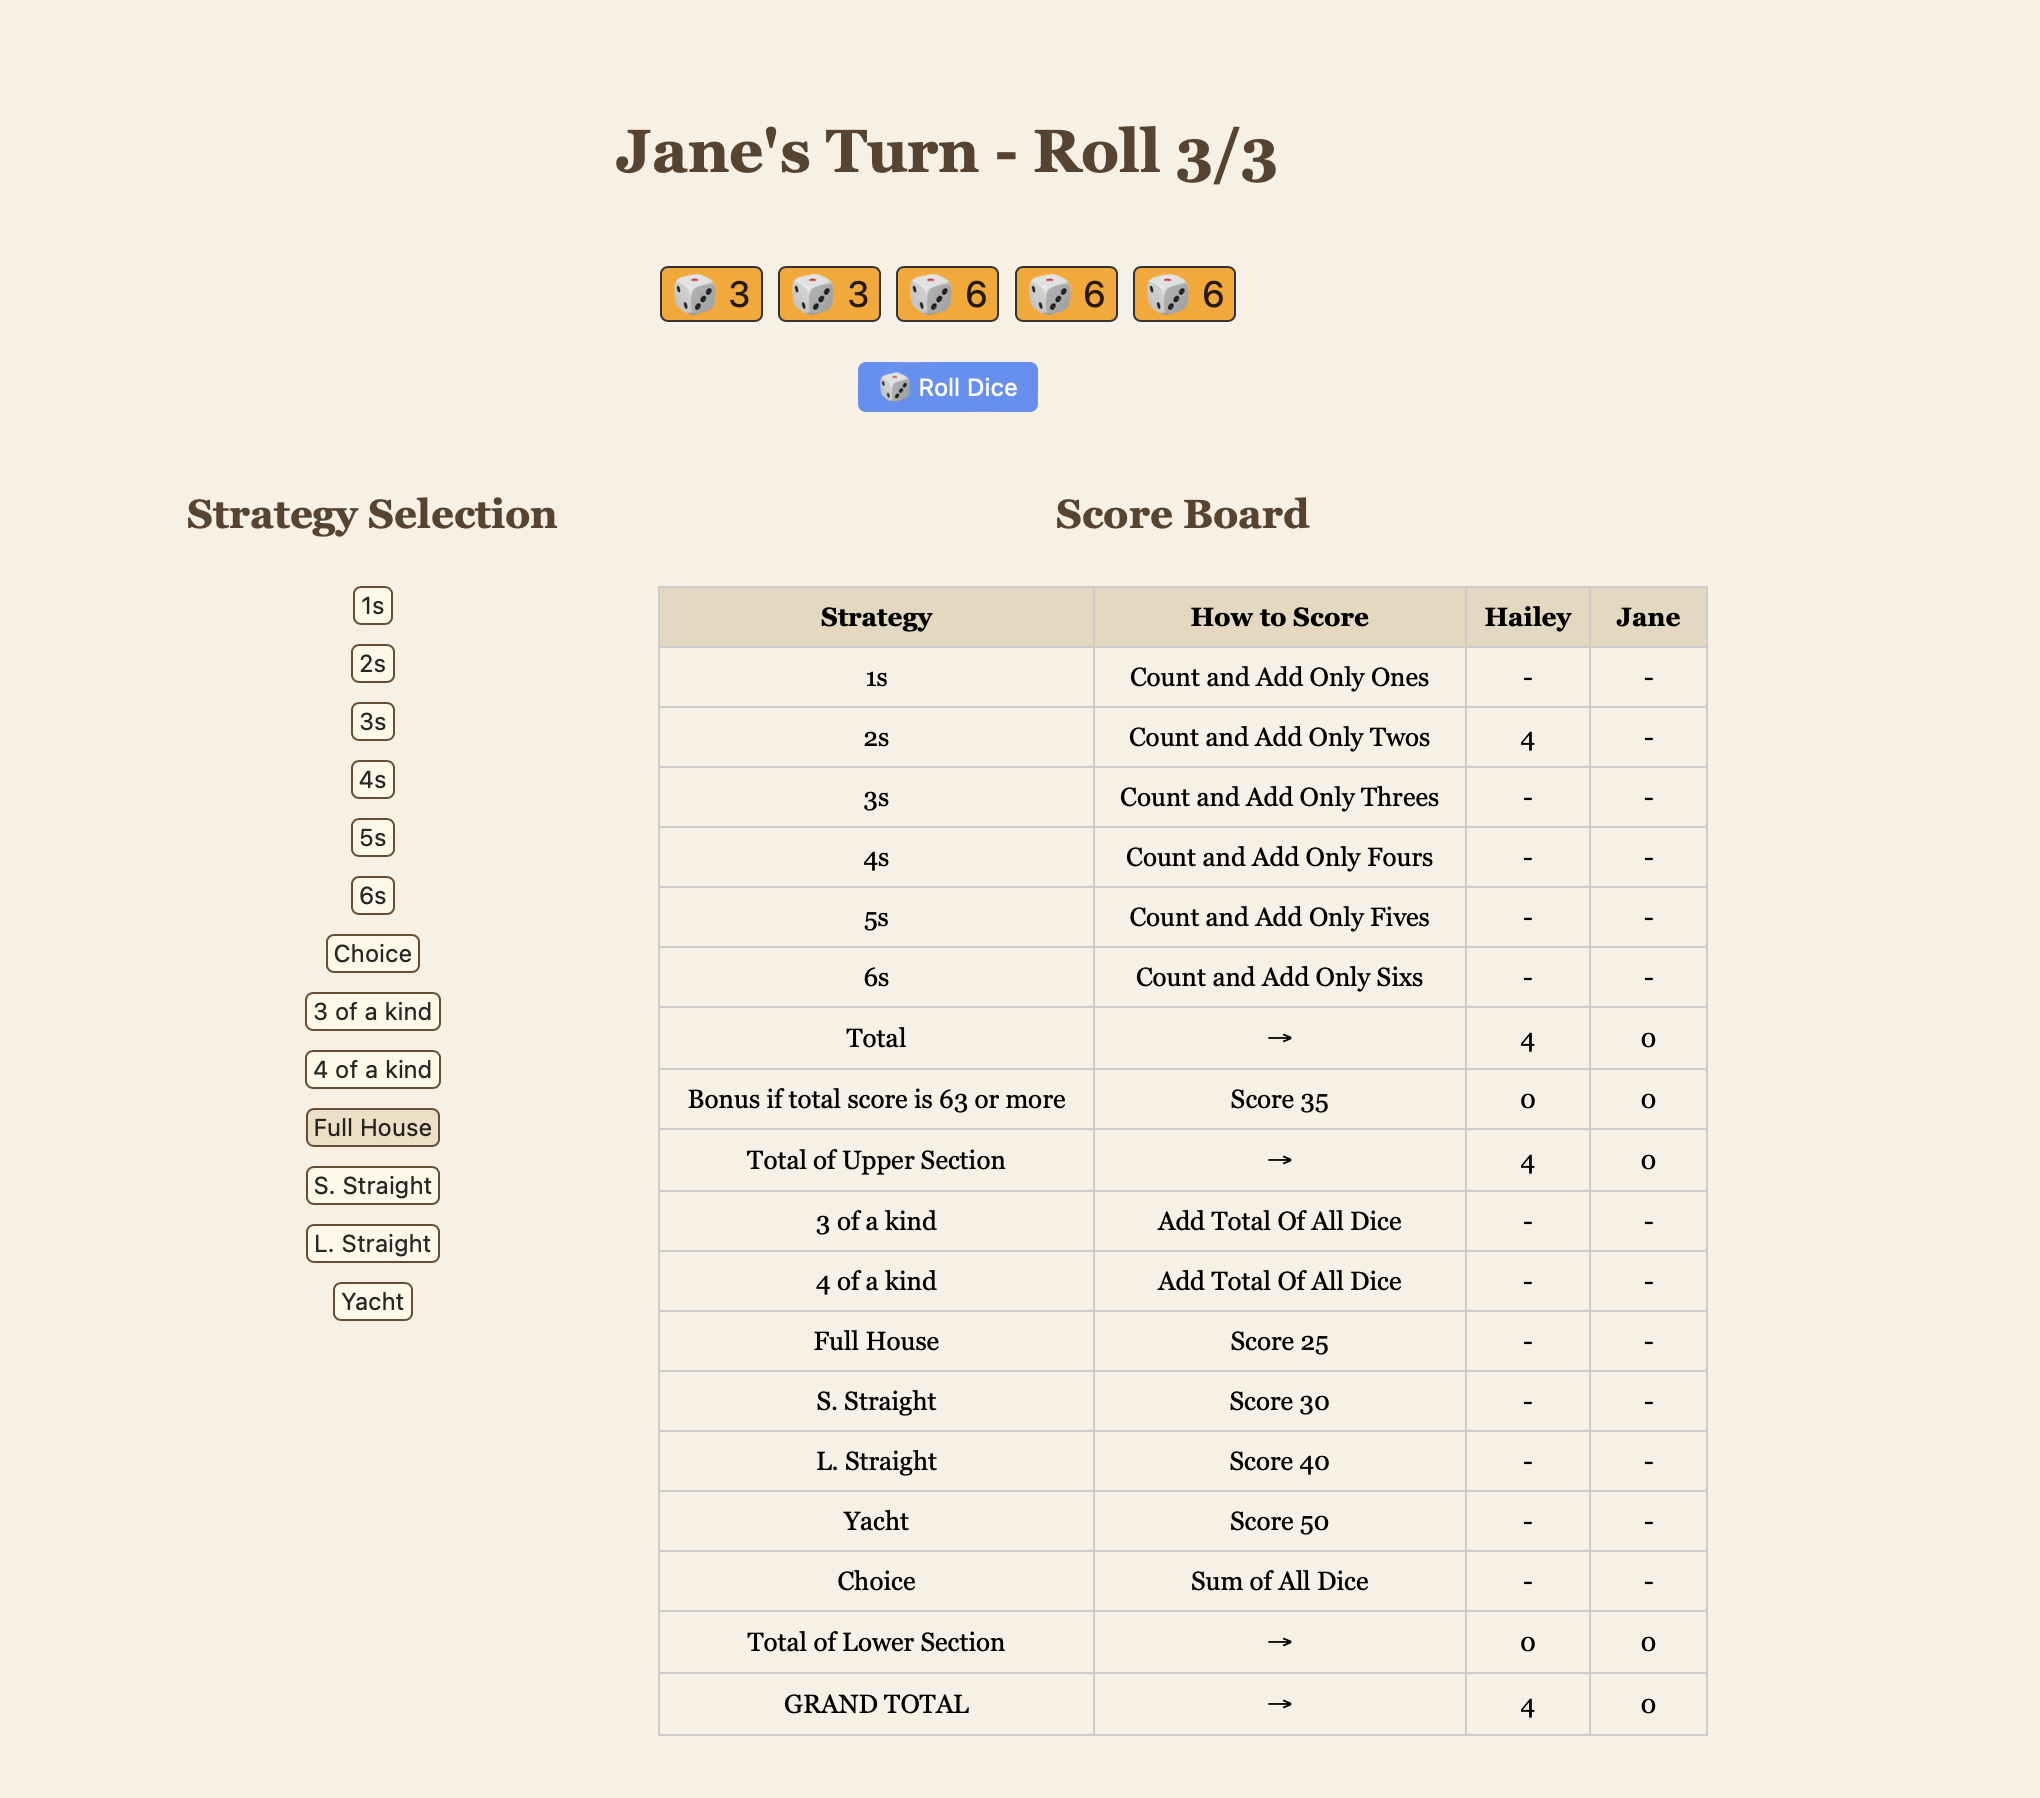 Jane's Turn - Roll 3/3
3 3 6 6 6
Roll Dice
Strategy Selection
1s
2s
3s
4s
5s
6s
Choice
3 of a kind
4 of a kind
Full House
S. Straight
L. Straight
Yacht
Score Board
Strategy How to Score Hailey Jane
1s Count and Add Only Ones - -
2s Count and Add Only Twos 4 -
3s Count and Add Only Threes - -
4s Count and Add Only Fours - -
5s Count and Add Only Fives - -
6s Count and Add Only Sixs - -
Total → 4 0
Bonus if total score is 63 or more Score 35 0 0
Total of Upper Section → 4 0
3 of a kind Add Total Of All Dice - -
4 of a kind Add Total Of All Dice - -
Full House Score 25 - -
S. Straight Score 30 - -
L. Straight Score 40 - -
Yacht Score 50 - -
Choice Sum of All Dice - -
Total of Lower Section → 0 0
GRAND TOTAL → 4 0